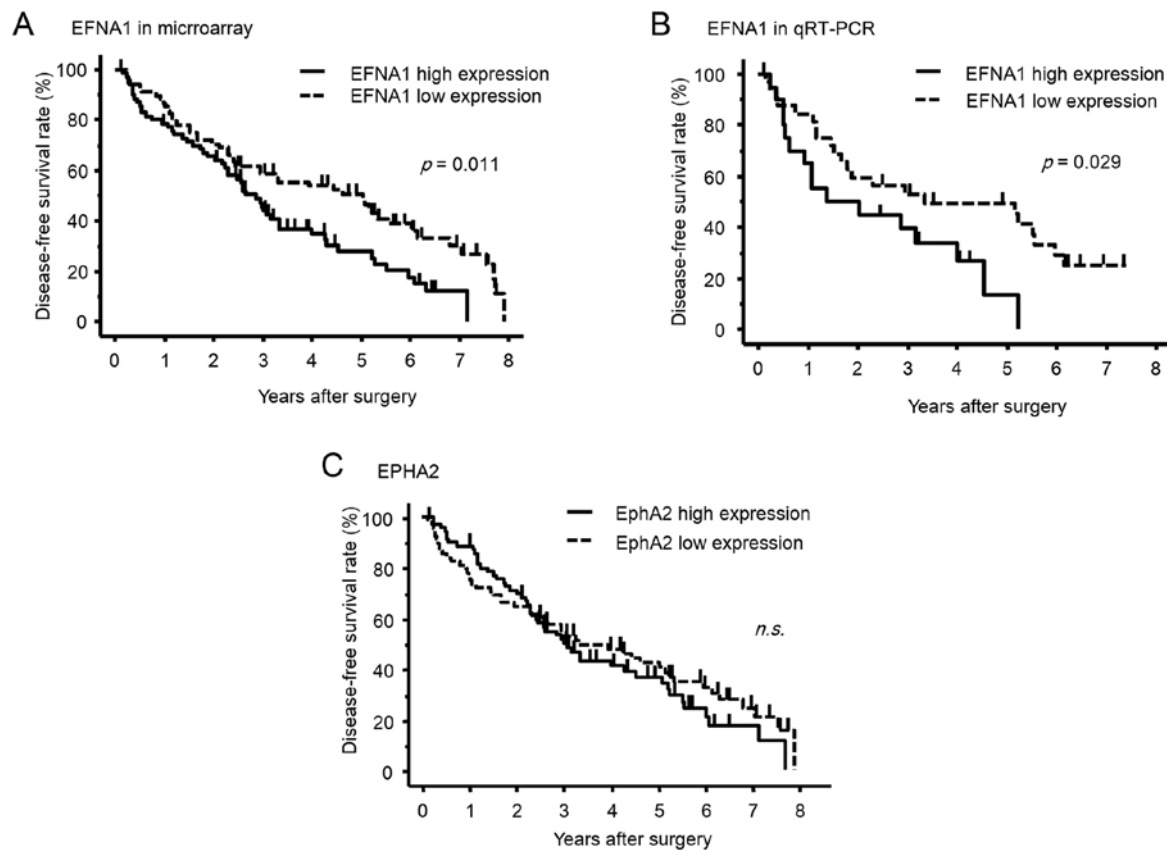 A EFNA1 in micrroarray
Disease-free survival rate (%)
100
80
60
40
20
0
EFNA1 high expression
EFNA1 low expression
p = 0.011
0 1 2 3 4 5 6 7 8
Years after surgery
B EFNA1 in qRT-PCR
Disease-free survival rate (%)
100
80
60
40
20
0
EFNA1 high expression
EFNA1 low expression
p = 0.029
0 1 2 3 4 5 6 7 8
Years after surgery
C EPHA2
Disease-free survival rate (%)
100
80
60
40
20
0
EphA2 high expression
EphA2 low expression
n.s.
0 1 2 3 4 5 6 7 8
Years after surgery